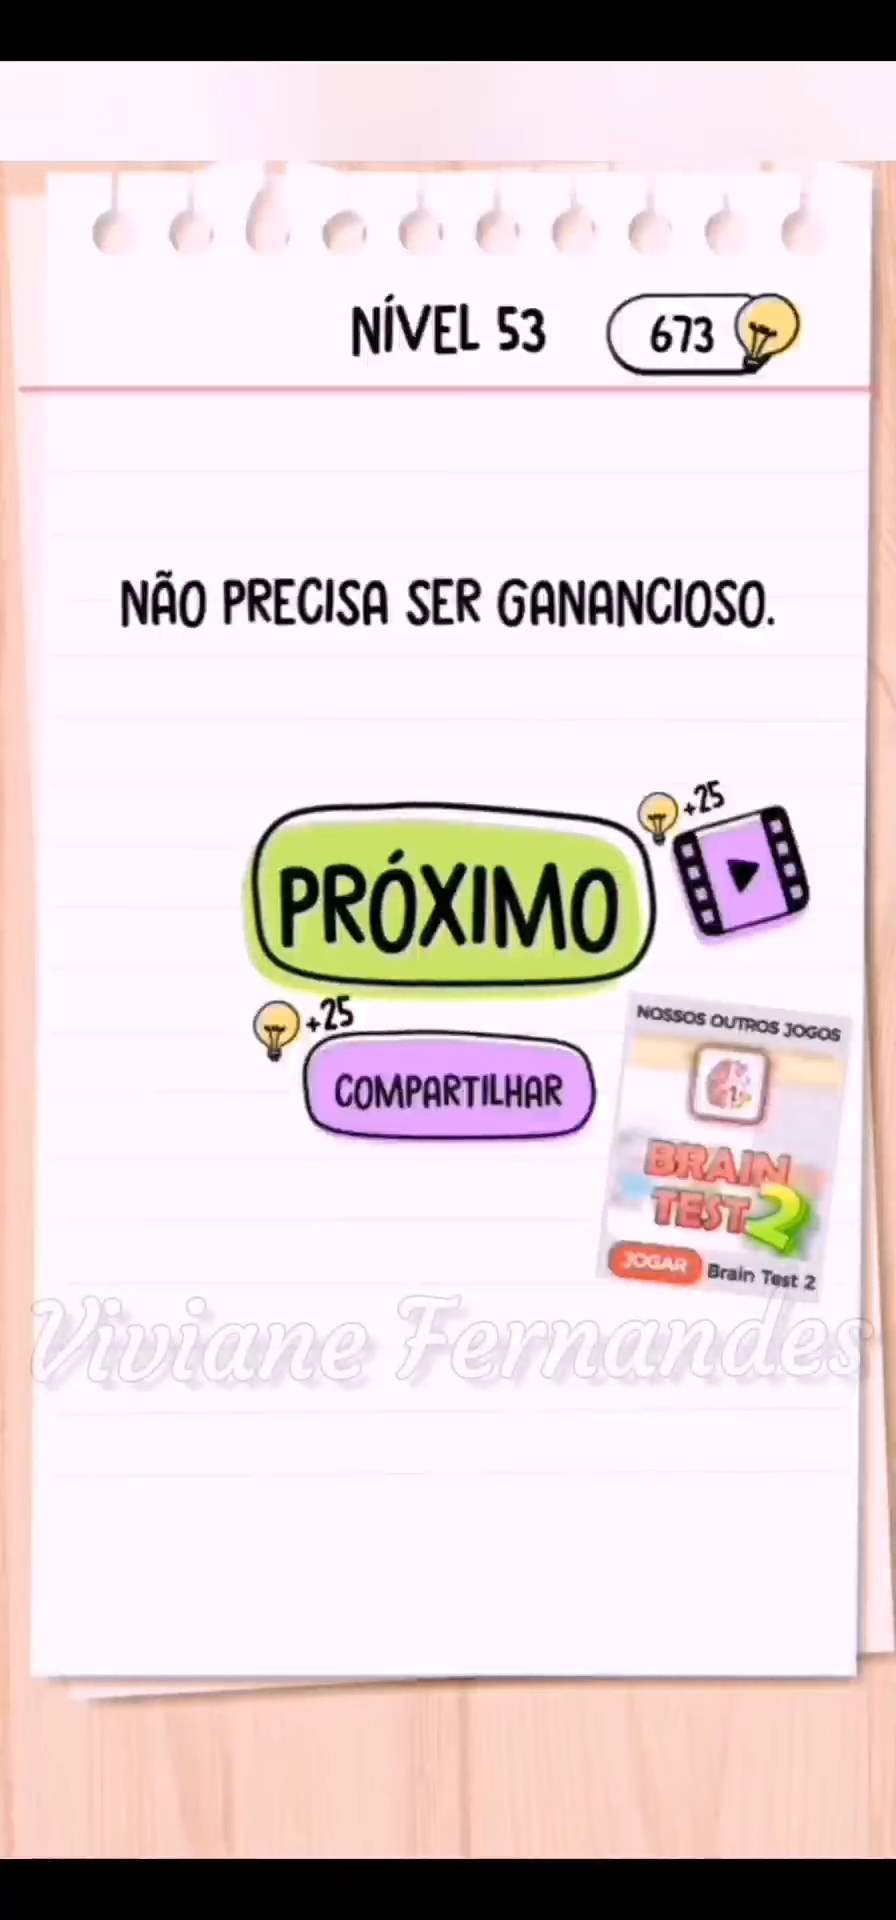 NÍVEL 53
673
NÃO PRECISA SER GANANCIOSO.
+25
PRÓXIMO
+25
COMPARTILHAR
NOSSOS OUTROS JOGOS
BRAIN
TEST 2
JOGAR Brain Test 2
Viviane Fernandes